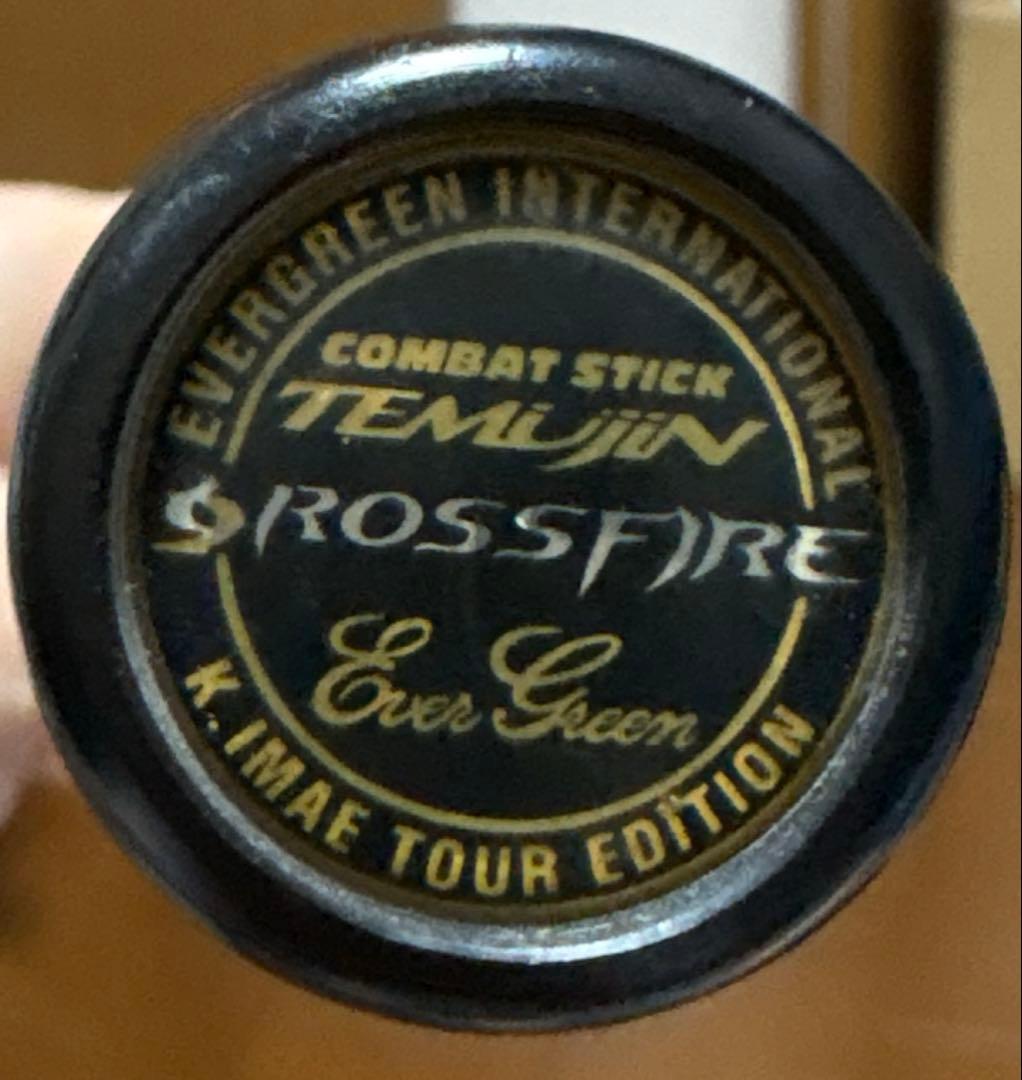 EVERGREEN INTERNATIONAL
COMBAT STICK
TEMUJIN
CROSSFIRE
Ever Green
K. IMAE TOUR EDITION